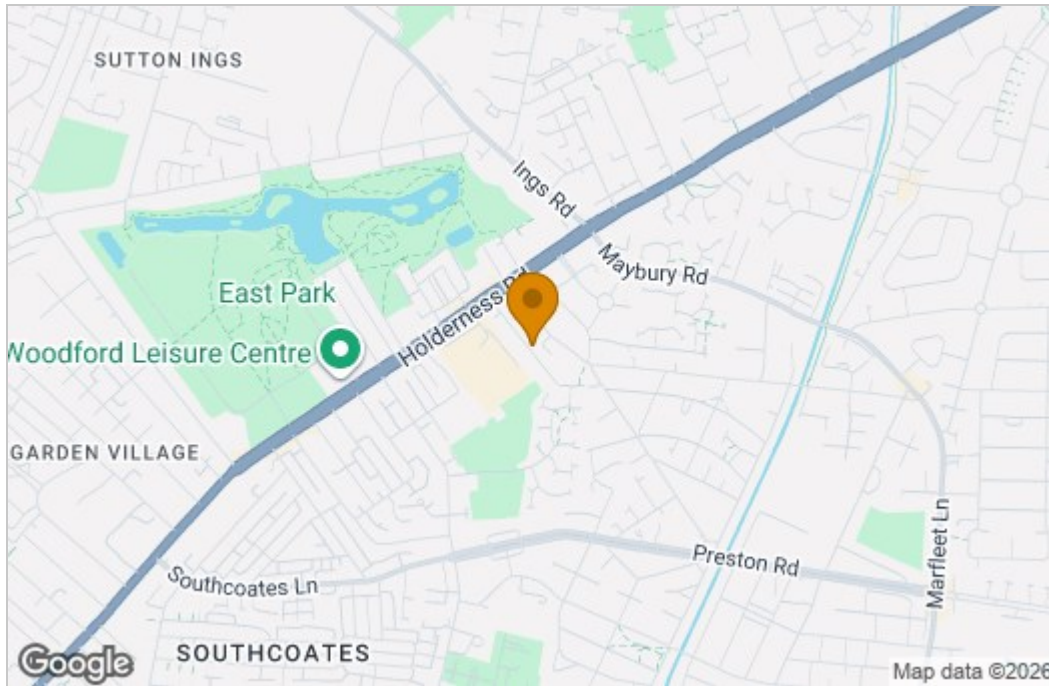 SUTTON INGS
Ings Rd
Maybury Rd
East Park
Holderness Rd
Woodford Leisure Centre
GARDEN VILLAGE
Marfleet Ln
Preston Rd
Southcoates Ln
SOUTHCOATES
Google
Map data ©2026